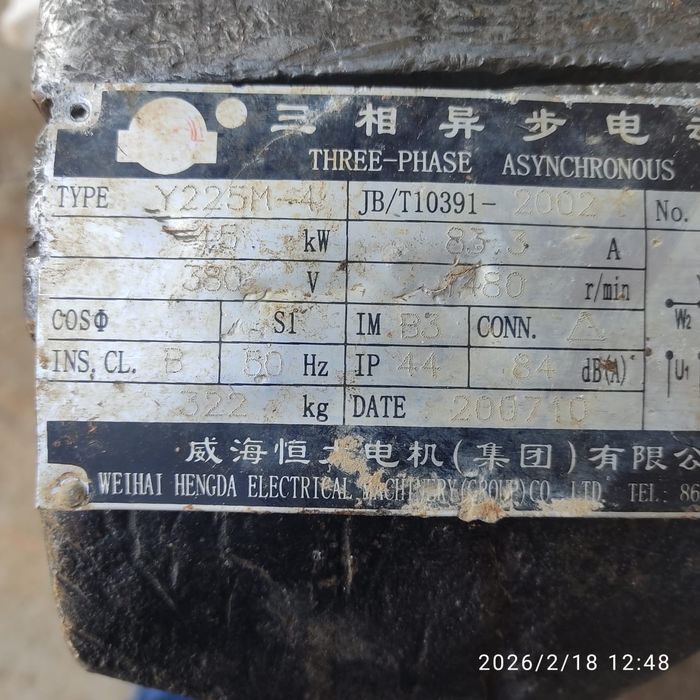 三相异步电
THREE-PHASE ASYNCHRONOUS
TYPE Y225M-4 JB/T10391-2002 No.
45 kW 83.3 A
380 V 1480 r/min
COSΦ S1 IM B3 CONN. △ W2
INS. CL. B 50 Hz IP 44 84 dB(A) U1
322 kg DATE 200710
威海恒大电机(集团)有限公
WEIHAI HENGDA ELECTRICAL MACHINERY(GROUP)CO., LTD. TEL: 86
2026/2/18 12:48